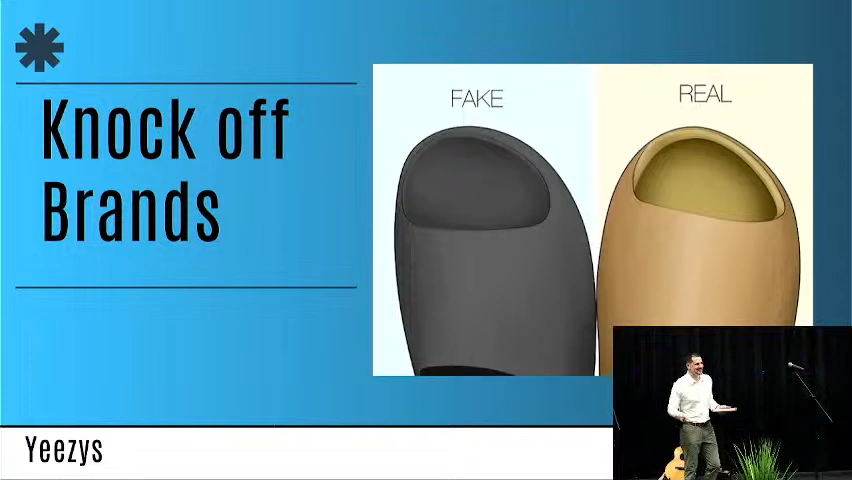 Knock off
Brands
FAKE
REAL
Yeezys